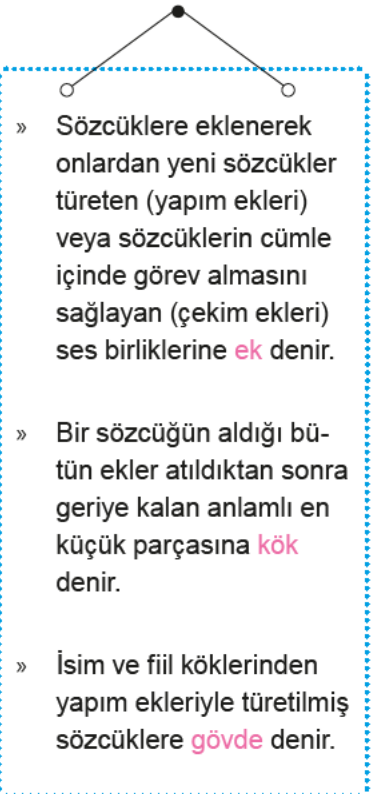 » Sözcüklere eklenerek
onlardan yeni sözcükler
türeten (yapım ekleri)
veya sözcüklerin cümle
içinde görev almasını
sağlayan (çekim ekleri)
ses birliklerine ek denir.
» Bir sözcüğün aldığı bü-
tün ekler atıldıktan sonra
geriye kalan anlamlı en
küçük parçasına kök
denir.
» İsim ve fiil köklerinden
yapım ekleriyle türetilmiş
sözcüklere gövde denir.